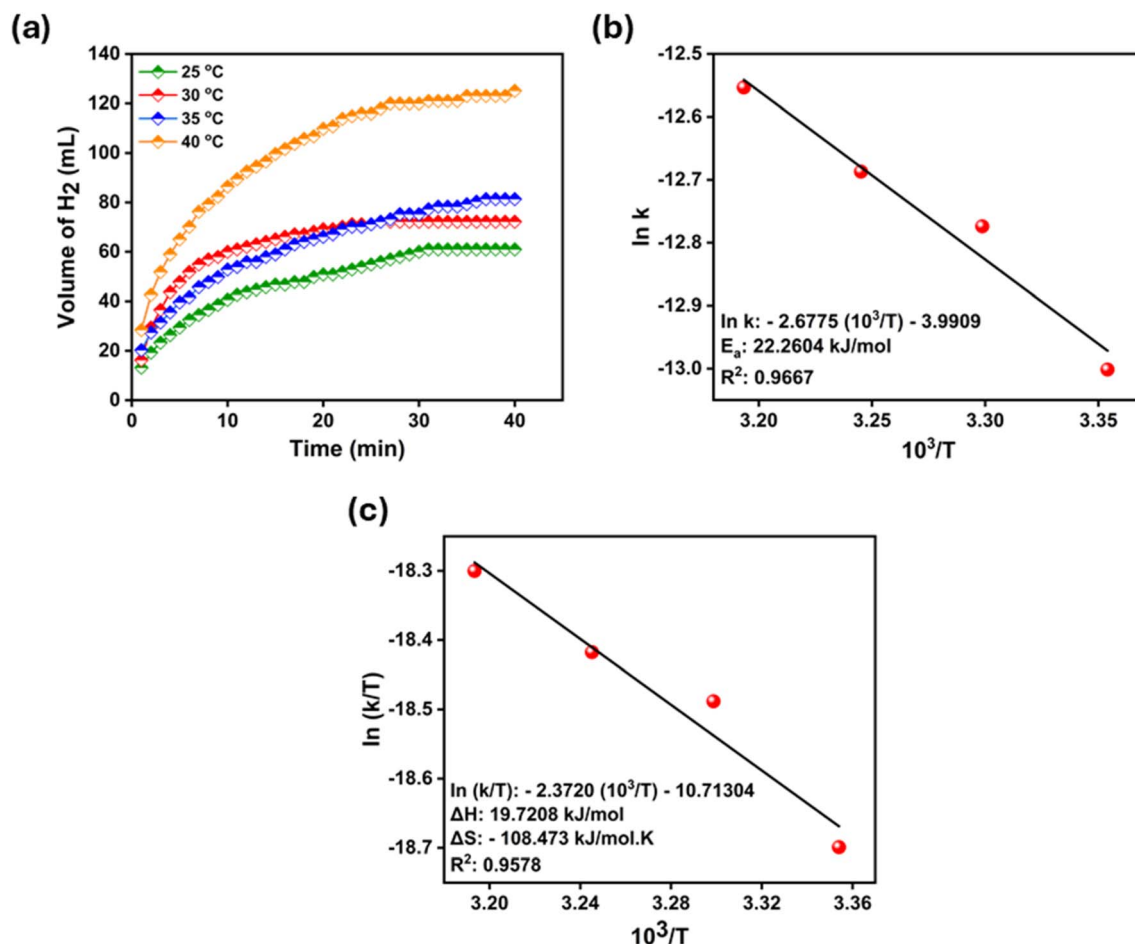 (a)
140
120
100
80
60
40
20
0
Volume of H₂ (mL)
25 °C
30 °C
35 °C
40 °C
0 10 20 30 40
Time (min)
(b)
-12.5
-12.6
-12.7
-12.8
-12.9
-13.0
ln k
ln k: - 2.6775 (10³/T) - 3.9909
Eₐ: 22.2604 kJ/mol
R²: 0.9667
3.20 3.25 3.30 3.35
10³/T
(c)
-18.3
-18.4
-18.5
-18.6
-18.7
ln (k/T)
ln (k/T): - 2.3720 (10³/T) - 10.71304
ΔH: 19.7208 kJ/mol
ΔS: - 108.473 kJ/mol.K
R²: 0.9578
3.20 3.24 3.28 3.32 3.36
10³/T